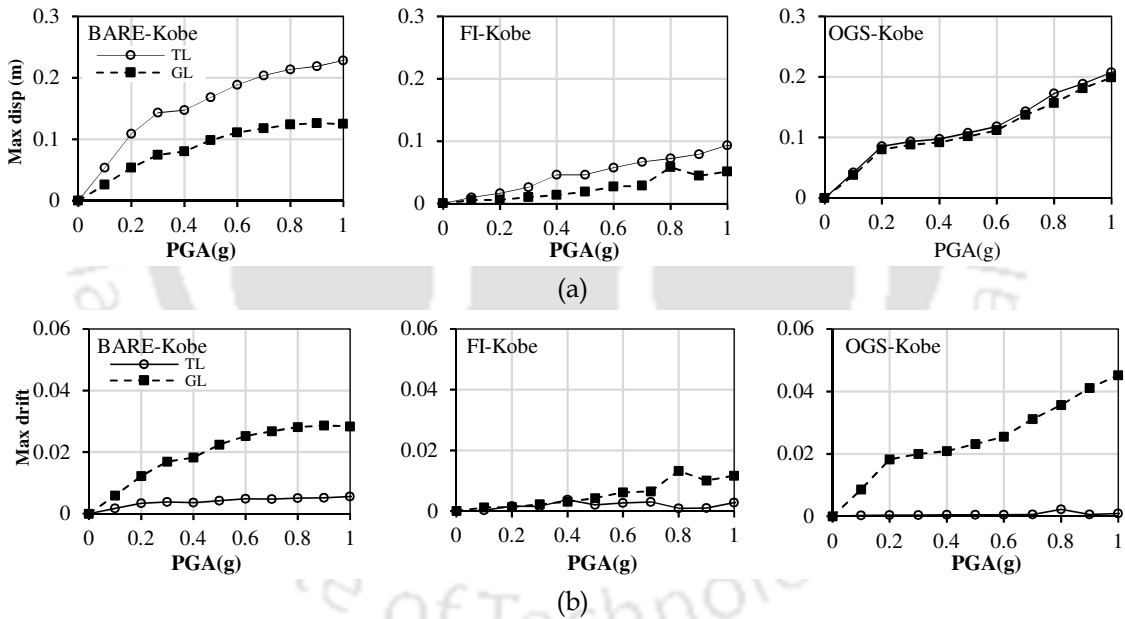 BARE-Kobe FI-Kobe OGS-Kobe
TL
GL
Max disp (m)
0.3 0.3 0.3
0.2 0.2 0.2
0.1 0.1 0.1
0 0 0
0 0.2 0.4 0.6 0.8 1 0 0.2 0.4 0.6 0.8 1 0 0.2 0.4 0.6 0.8 1
PGA(g) PGA(g) PGA(g)
(a)
BARE-Kobe FI-Kobe OGS-Kobe
TL
GL
Max drift
0.06 0.06 0.06
0.04 0.04 0.04
0.02 0.02 0.02
0 0 0
0 0.2 0.4 0.6 0.8 1 0 0.2 0.4 0.6 0.8 1 0 0.2 0.4 0.6 0.8 1
PGA(g) PGA(g) PGA(g)
(b)
of Techno